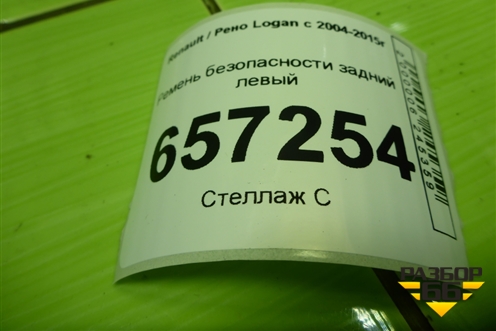 Renault / Рено Logan с 2004-2015г
Ремень безопасности задний
левый
657254
Стеллаж С
РАЗБОР
66